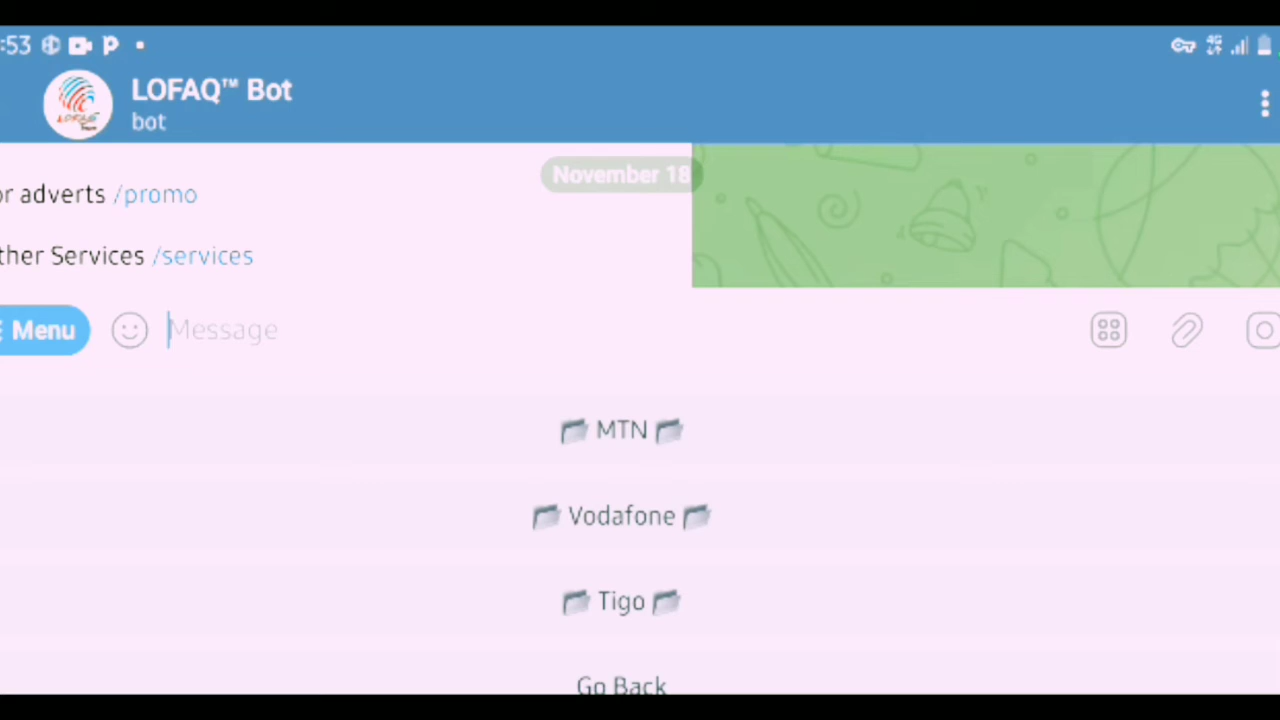 :53
4G
LOFAQ™ Bot
bot
November 18
or adverts /promo
ther Services /services
Menu
Message
MTN
Vodafone
Tigo
Go Back